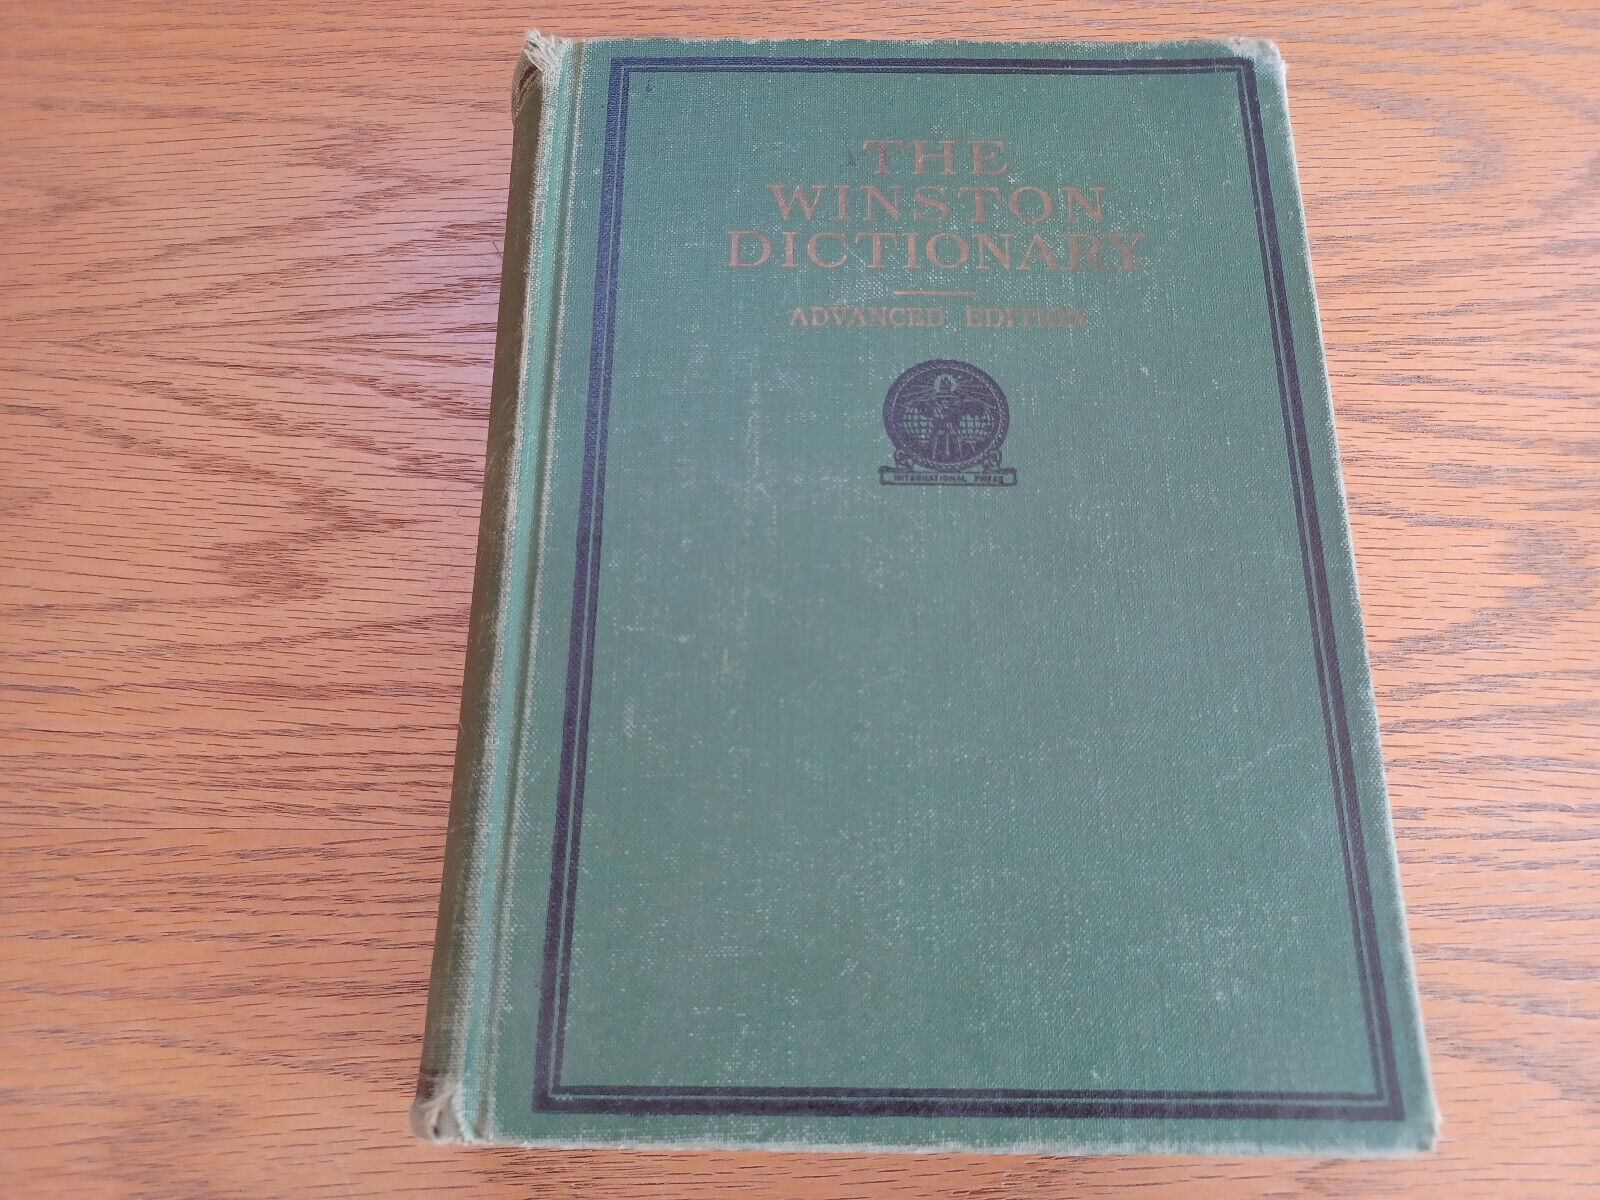 THE
WINSTON
DICTIONARY
ADVANCED EDITION
INTERNATIONAL PRESS